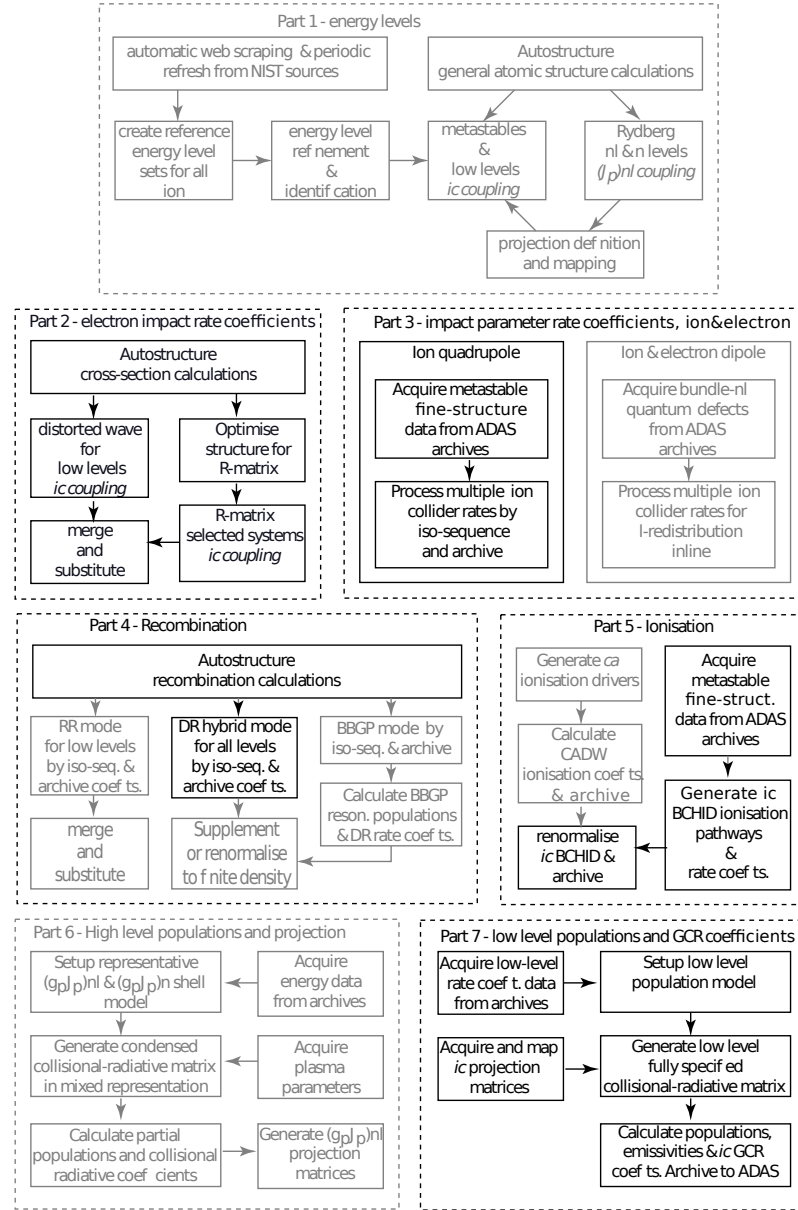 Part 1 - energy levels
automatic web scraping & periodic
refresh from NIST sources
Autostructure
general atomic structure calculations
create reference
energy level
sets for all
ion
energy level
ref nement
&
identif cation
metastables
&
low levels
ic coupling
Rydberg
nl & n levels
(Jp)nl coupling
projection def nition
and mapping
Part 2 - electron impact rate coefficients
Autostructure
cross-section calculations
distorted wave
for
low levels
ic coupling
Optimise
structure for
R-matrix
merge
and
substitute
R-matrix
selected systems
ic coupling
Part 3 - impact parameter rate coefficients, ion&electron
Ion quadrupole
Acquire metastable
fine-structure
data from ADAS
archives
Process multiple ion
collider rates by
iso-sequence
and archive
Ion & electron dipole
Acquire bundle-nl
quantum defects
from ADAS
archives
Process multiple ion
collider rates for
l-redistribution
inline
Part 4 - Recombination
Autostructure
recombination calculations
RR mode
for low levels
by iso-seq. &
archive coef ts.
DR hybrid mode
for all levels
by iso-seq. &
archive coef ts.
BBGP mode by
iso-seq. & archive
Calculate BBGP
reson. populations
& DR rate coef ts.
merge
and
substitute
Supplement
or renormalise
to f nite density
Part 5 - Ionisation
Generate ca
ionisation drivers
Calculate
CADW
ionisation coef ts.
& archive
renormalise
ic BCHID &
archive
Acquire
metastable
fine-struct.
data from ADAS
archives
Generate ic
BCHID ionisation
pathways
&
rate coef ts.
Part 6 - High level populations and projection
Setup representative
(gpJp)nl & (gpJp)n shell
model
Acquire
energy data
from archives
Generate condensed
collisional-radiative matrix
in mixed representation
Acquire
plasma
parameters
Calculate partial
populations and collisional
radiative coef cients
Generate (gpJp)nl
projection
matrices
Part 7 - low level populations and GCR coefficients
Acquire low-level
rate coef t. data
from archives
Setup low level
population model
Acquire and map
ic projection
matrices
Generate low level
fully specif ed
collisional-radiative matrix
Calculate populations,
emissivities & ic GCR
coef ts. Archive to ADAS